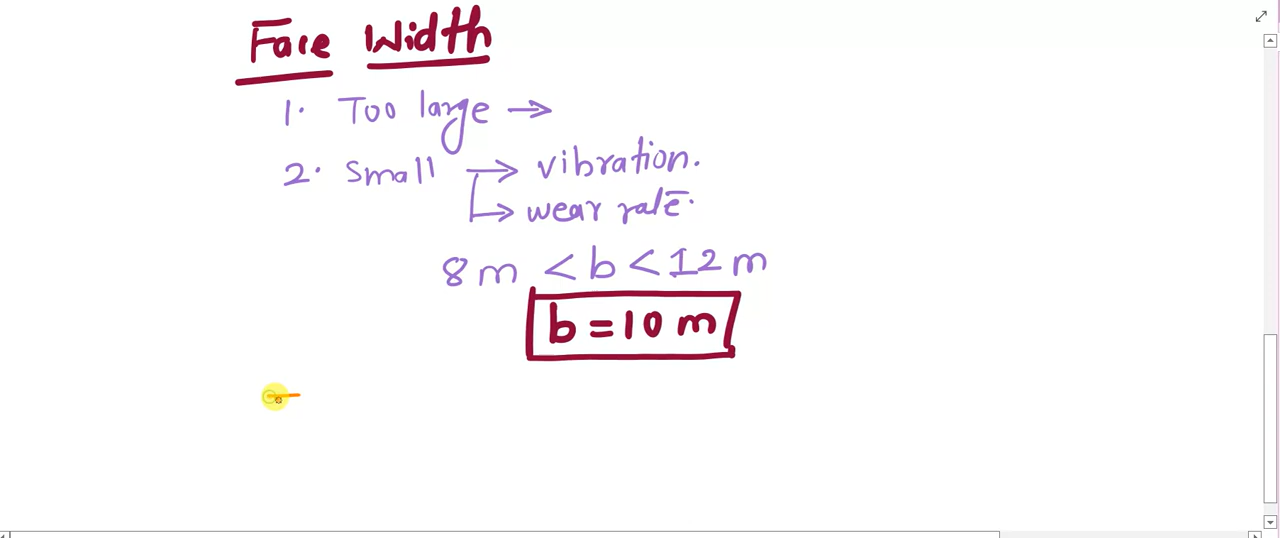 Face Width
1. Too large →
2. Small → vibration.
→ wear rate.
8 m < b < 12 m
b = 10 m